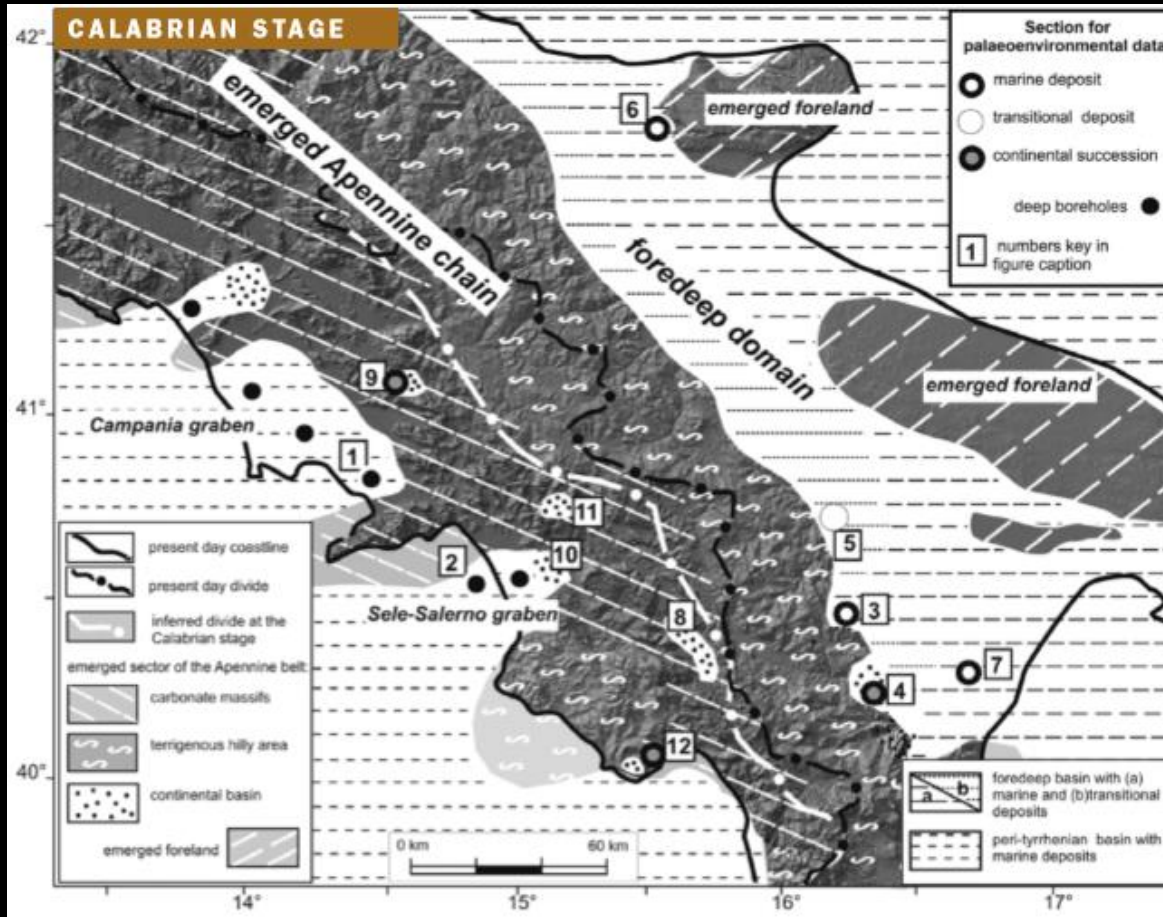 CALABRIAN STAGE
42°
41°
40°
14°
15°
16°
17°
emerged Apennine chain
foredeep domain
emerged foreland
emerged foreland
Campania graben
Sele-Salerno graben
6
9
1
11
2
10
5
8
3
4
7
12
Section for
palaeoenvironmental data
marine deposit
transitional deposit
continental succession
deep boreholes
1 numbers key in
figure caption
present day coastline
present day divide
inferred divide at the
Calabrian stage
emerged sector of the Apennine belt:
carbonate massifs
terrigenous hilly area
continental basin
emerged foreland
0 km 60 km
a b
foredeep basin with (a)
marine and (b)transitional
deposits
peri-tyrrhenian basin with
marine deposits